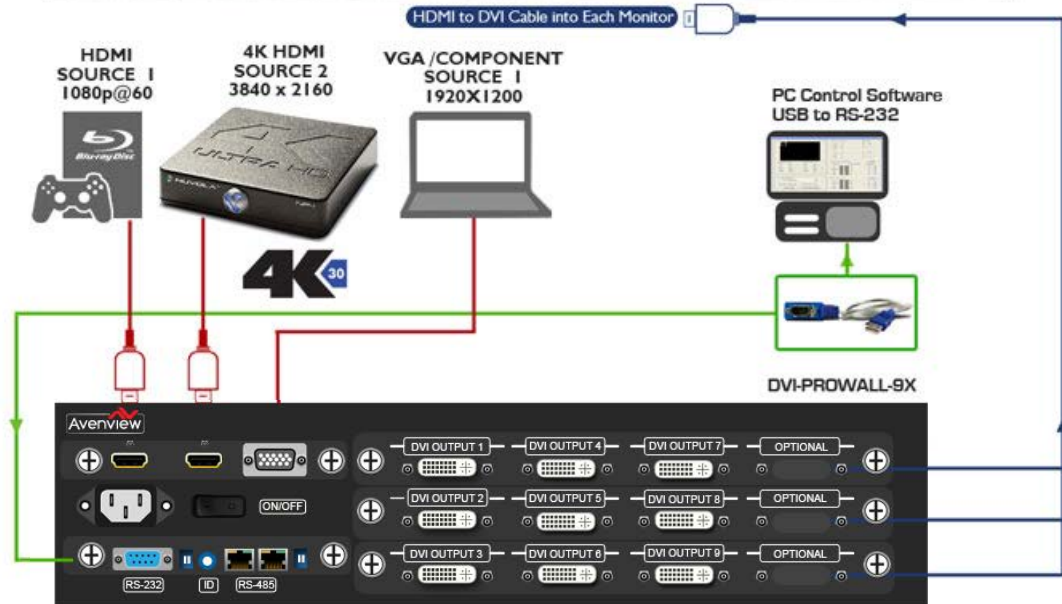 HDMI to DVI Cable into Each Monitor
HDMI
SOURCE 1
1080p@60
4K HDMI
SOURCE 2
3840 x 2160
VGA /COMPONENT
SOURCE 1
1920X1200
PC Control Software
USB to RS-232
Blu-ray Disc
4K
ULTRA HD
NUVOLA
4K
30
DVI-PROWALL-9X
Avenview
DVI OUTPUT 1
DVI OUTPUT 4
DVI OUTPUT 7
OPTIONAL
ON/OFF
DVI OUTPUT 2
DVI OUTPUT 5
DVI OUTPUT 8
OPTIONAL
DVI OUTPUT 3
DVI OUTPUT 6
DVI OUTPUT 9
OPTIONAL
RS-232
ID
RS-485